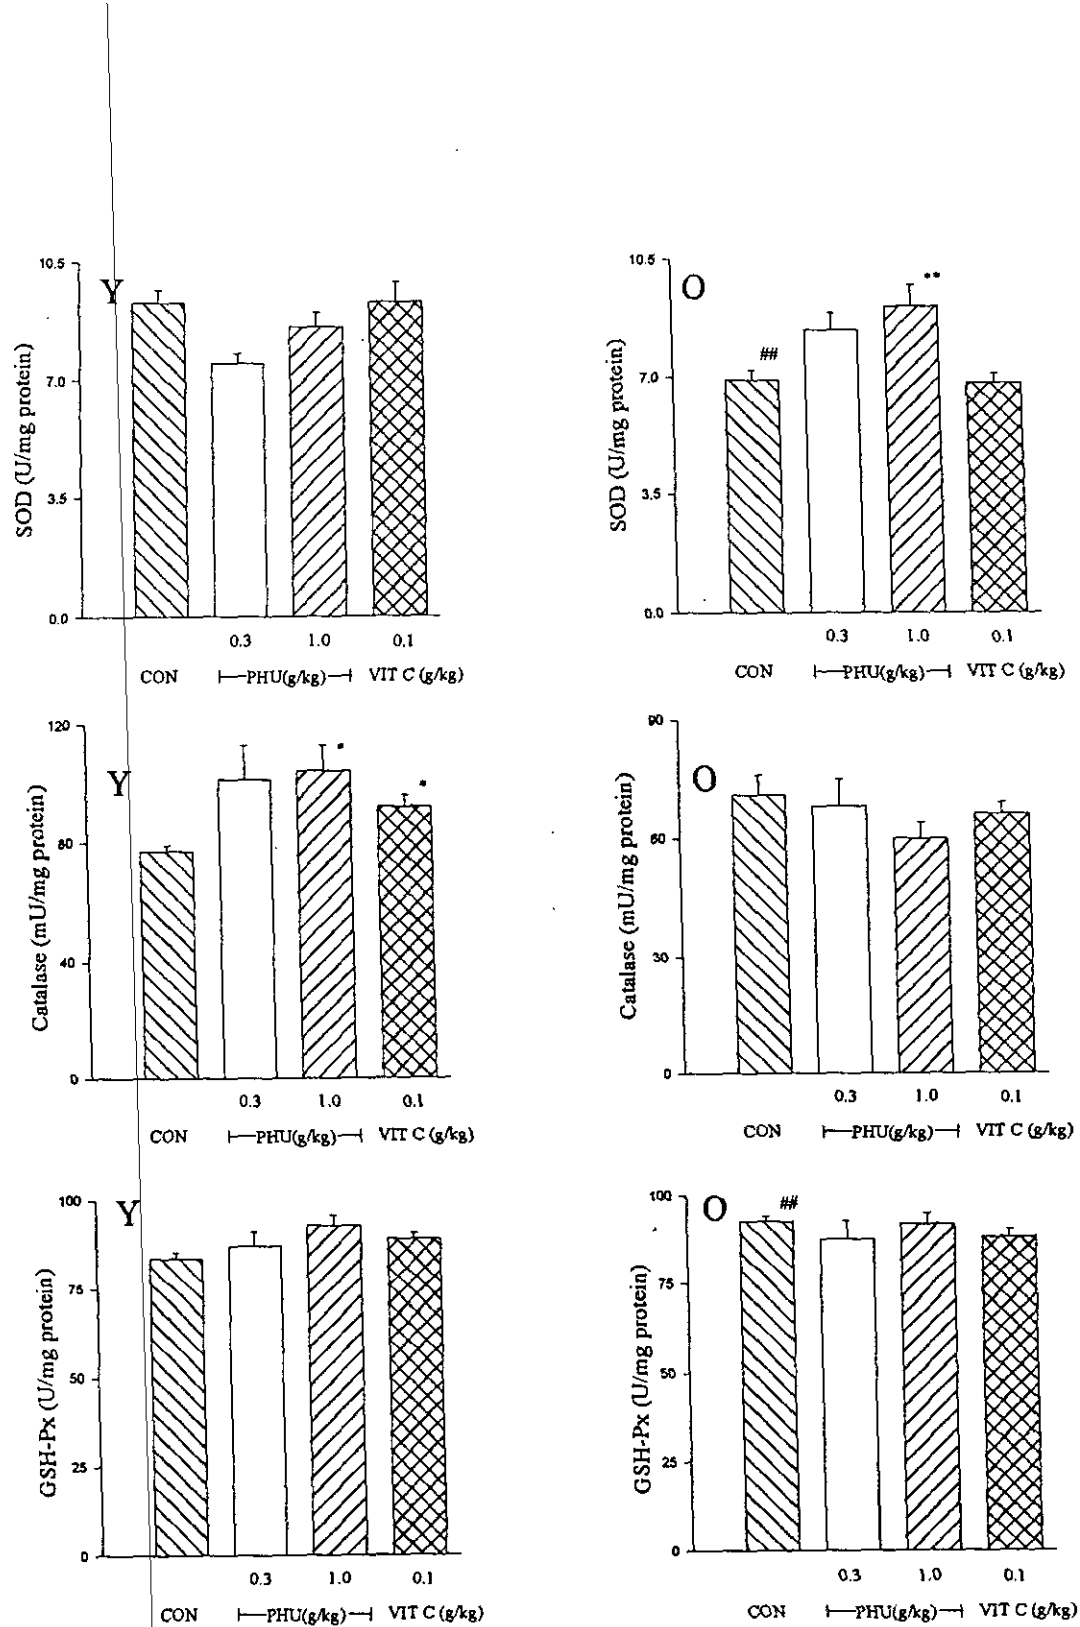 10.5
Y
7.0
3.5
0.0
SOD (U/mg protein)
0.3 1.0 0.1
CON PHU(g/kg) VIT C (g/kg)
10.5
O
**
##
7.0
3.5
0.0
SOD (U/mg protein)
0.3 1.0 0.1
CON PHU(g/kg) VIT C (g/kg)
120
Y
*
*
80
40
0
Catalase (mU/mg protein)
0.3 1.0 0.1
CON PHU(g/kg) VIT C (g/kg)
90
O
60
30
0
Catalase (mU/mg protein)
0.3 1.0 0.1
CON PHU(g/kg) VIT C (g/kg)
100
Y
75
50
25
0
GSH-Px (U/mg protein)
0.3 1.0 0.1
CON PHU(g/kg) VIT C (g/kg)
100
O
##
75
50
25
0
GSH-Px (U/mg protein)
0.3 1.0 0.1
CON PHU(g/kg) VIT C (g/kg)